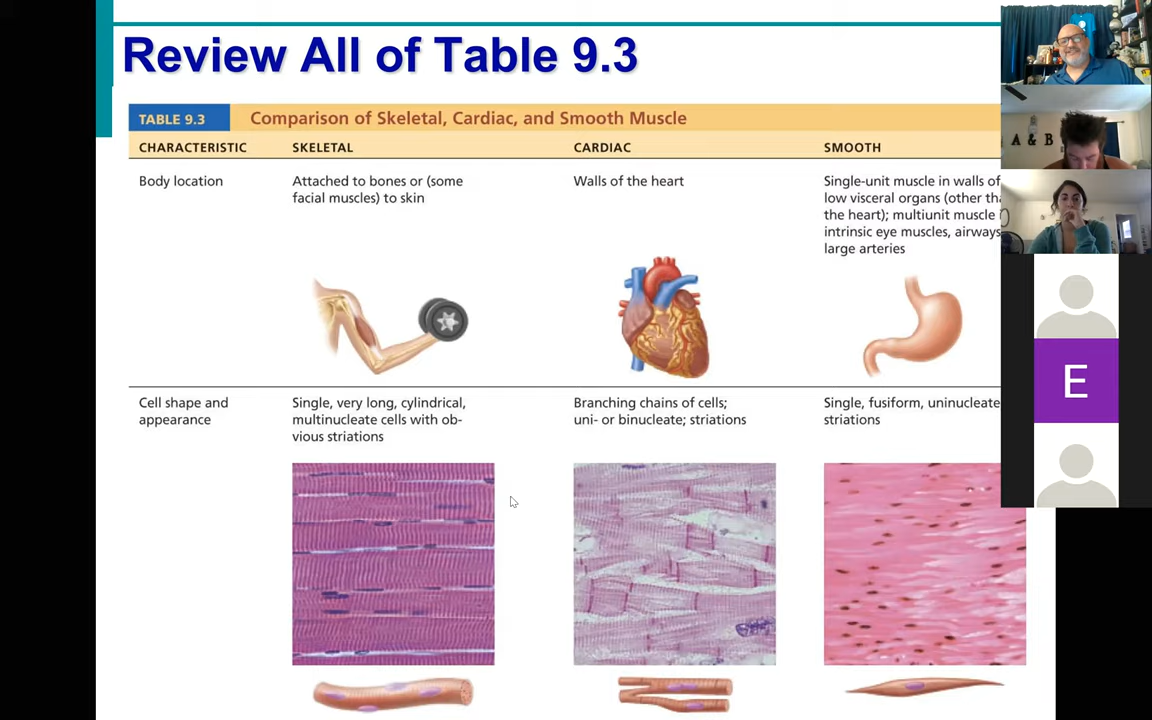 Review All of Table 9.3
TABLE 9.3
Comparison of Skeletal, Cardiac, and Smooth Muscle
CHARACTERISTIC
SKELETAL
CARDIAC
SMOOTH
Body location
Attached to bones or (some
facial muscles) to skin
Walls of the heart
Single-unit muscle in walls of
low visceral organs (other
the heart); multiunit muscle
intrinsic eye muscles, airways
large arteries
Cell shape and
appearance
Single, very long, cylindrical,
multinucleate cells with ob-
vious striations
Branching chains of cells;
uni- or binucleate; striations
Single, fusiform, uninucleate
striations
A & B
E